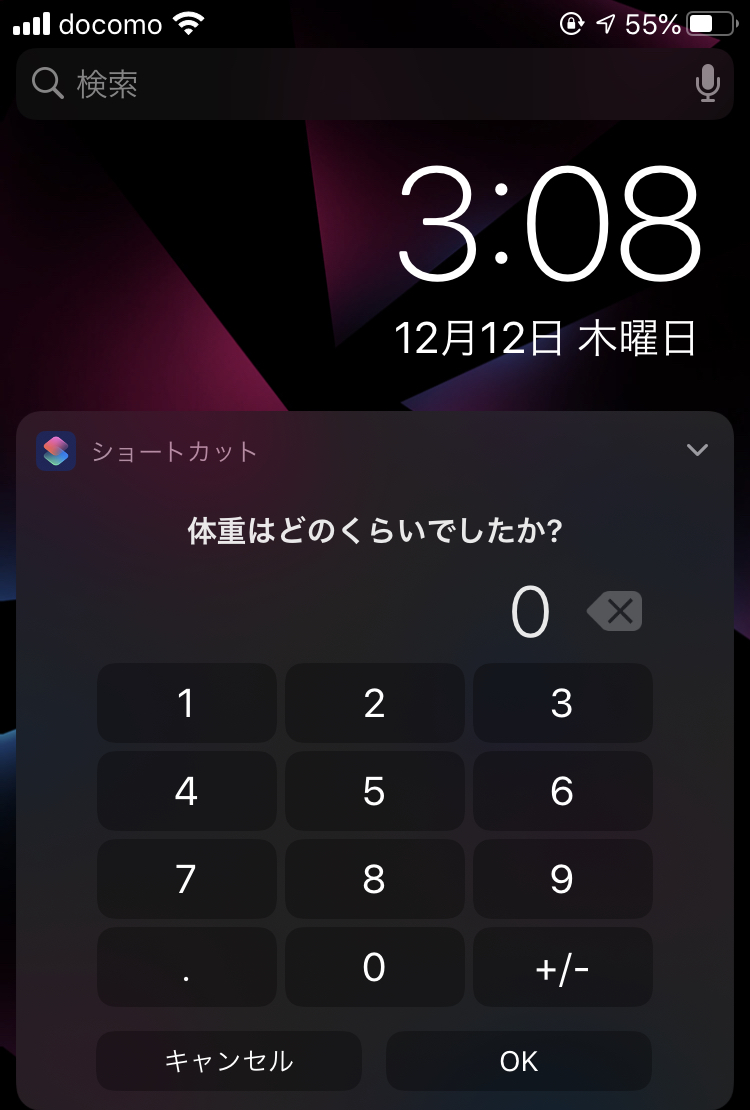 docomo 55%
検索
3:08
12月12日 木曜日
ショートカット
体重はどのくらいでしたか?
0
1 2 3
4 5 6
7 8 9
. 0 +/-
キャンセル OK